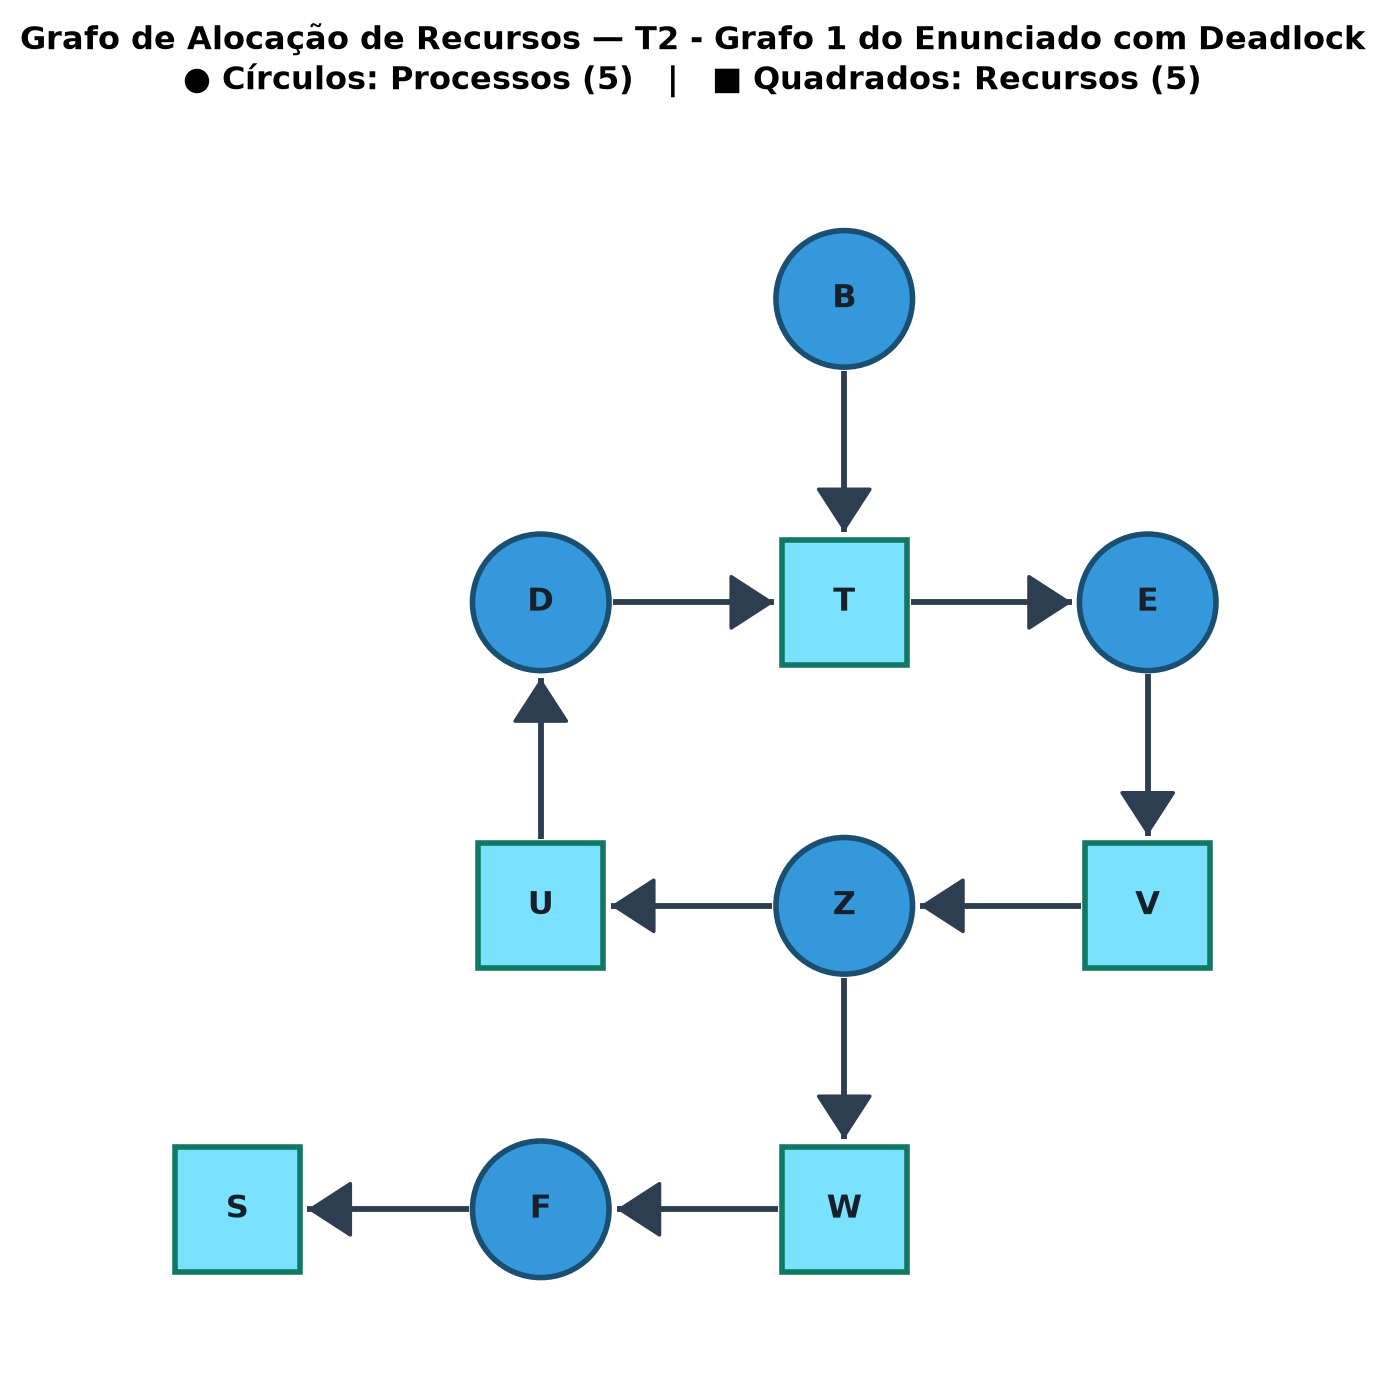 Grafo de Alocação de Recursos — T2 - Grafo 1 do Enunciado com Deadlock
● Círculos: Processos (5) | ■ Quadrados: Recursos (5)
B
D T E
U Z V
S F W